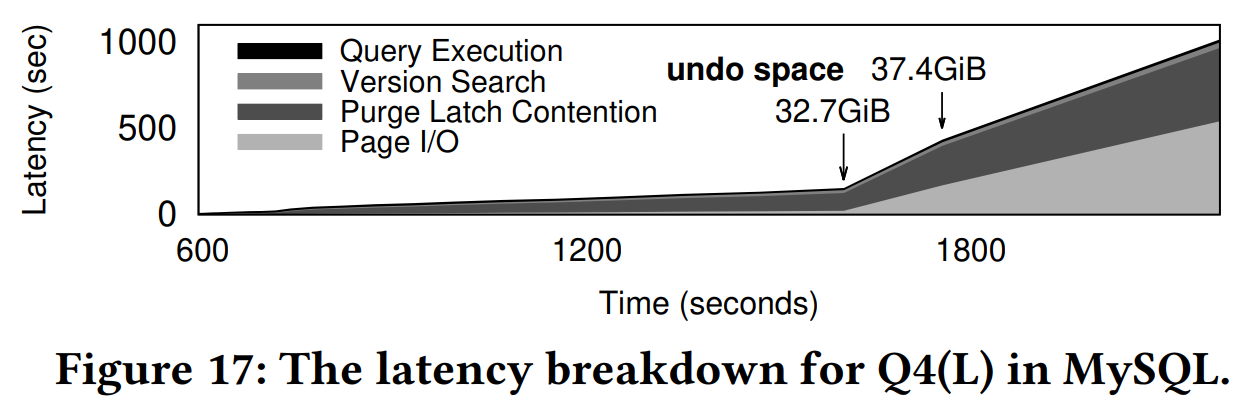 Latency (sec)
1000
500
0
Query Execution
Version Search
Purge Latch Contention
Page I/O
undo space 37.4GiB
32.7GiB
600 1200 1800
Time (seconds)
Figure 17: The latency breakdown for Q4(L) in MySQL.